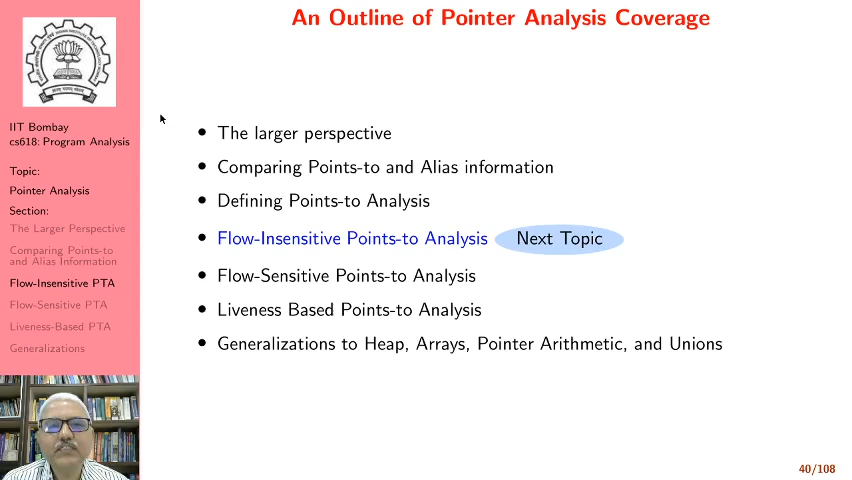 An Outline of Pointer Analysis Coverage
IIT Bombay
cs618: Program Analysis
Topic:
Pointer Analysis
Section:
The Larger Perspective
Comparing Points-to
and Alias Information
Flow-Insensitive PTA
Flow-Sensitive PTA
Liveness-Based PTA
Generalizations
• The larger perspective
• Comparing Points-to and Alias information
• Defining Points-to Analysis
• Flow-Insensitive Points-to Analysis Next Topic
• Flow-Sensitive Points-to Analysis
• Liveness Based Points-to Analysis
• Generalizations to Heap, Arrays, Pointer Arithmetic, and Unions
40/108